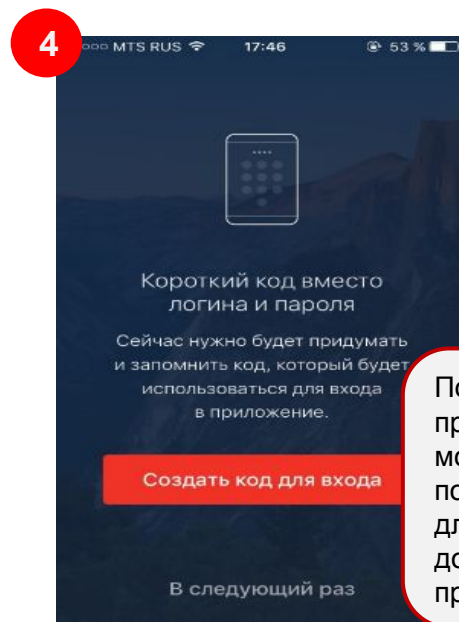 4
MTS RUS 17:46 53 %
Короткий код вместо
логина и пароля
Сейчас нужно будет придумать
и запомнить код, который будет
использоваться для входа
в приложение.
Создать код для входа
В следующий раз